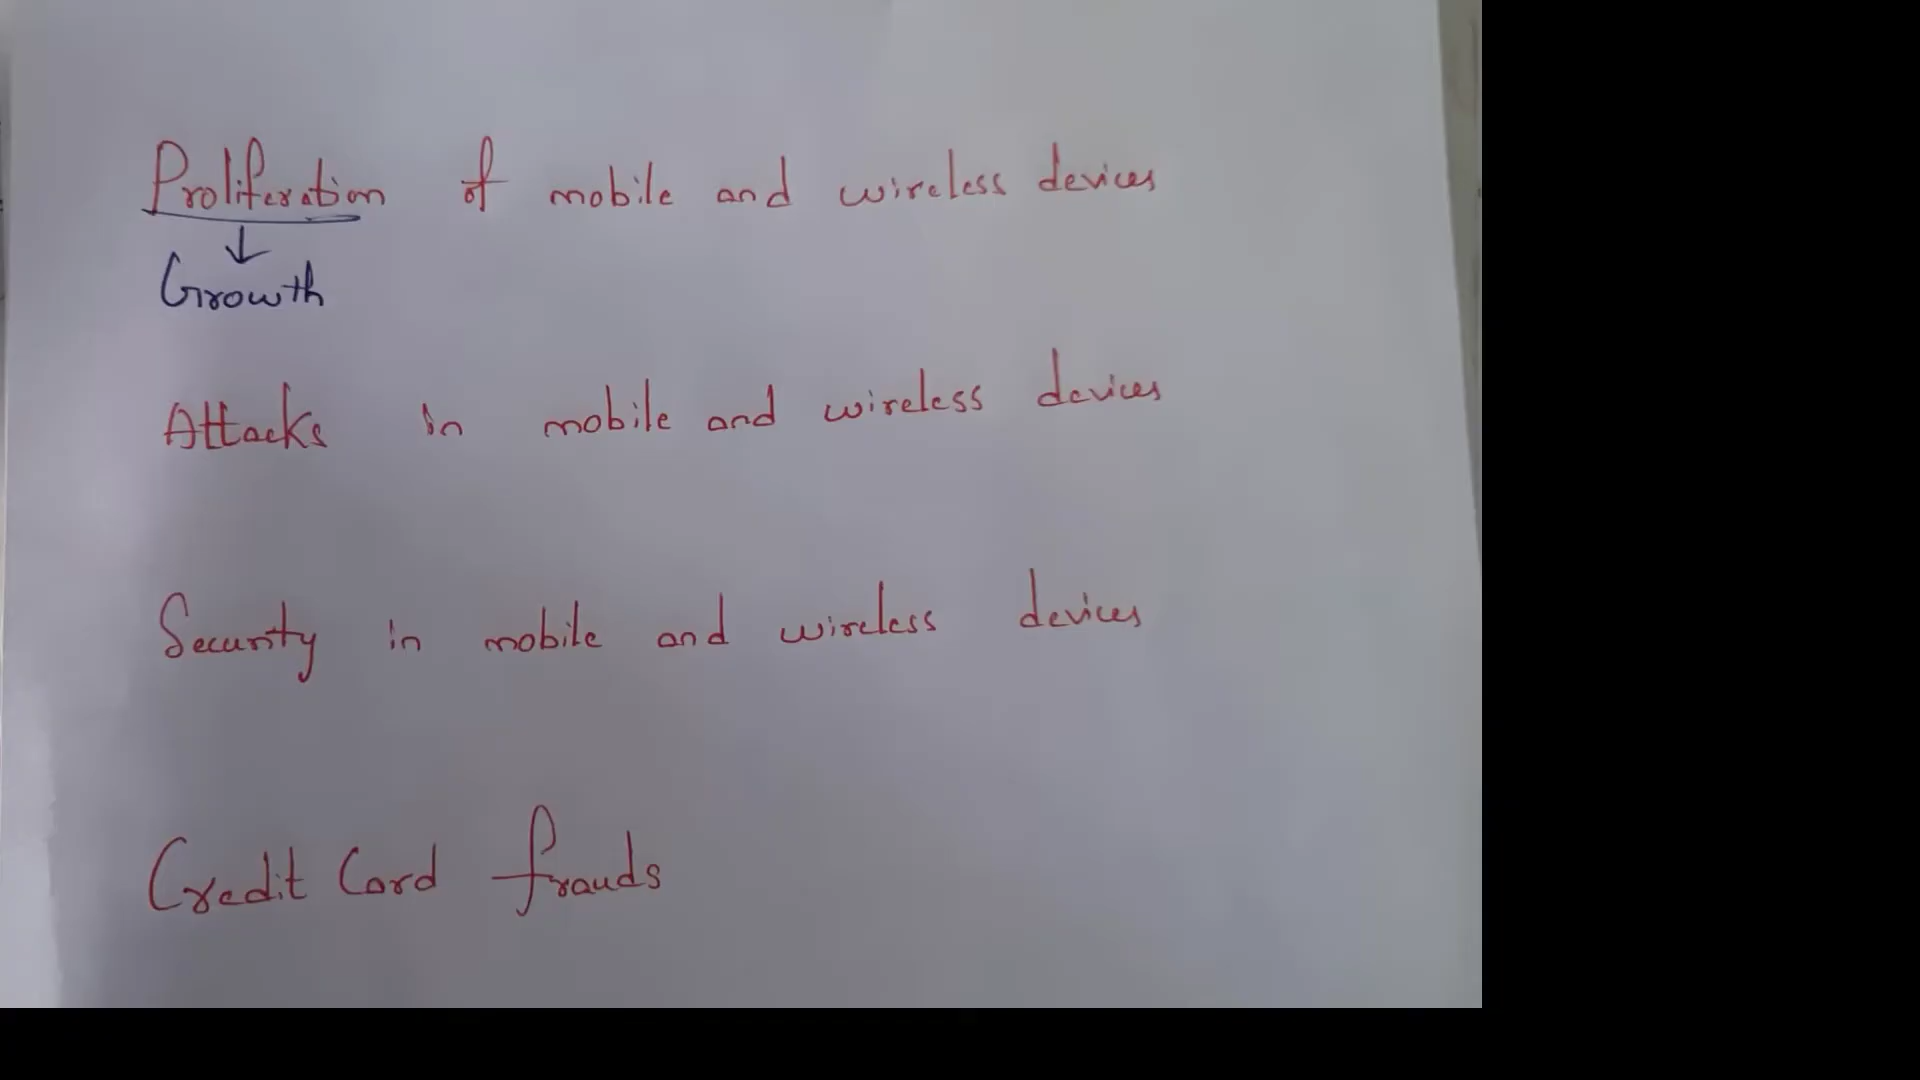 Proliferation of mobile and wireless devices
↓
Growth
Attacks in mobile and wireless devices
Security in mobile and wireless devices
Credit Card frauds